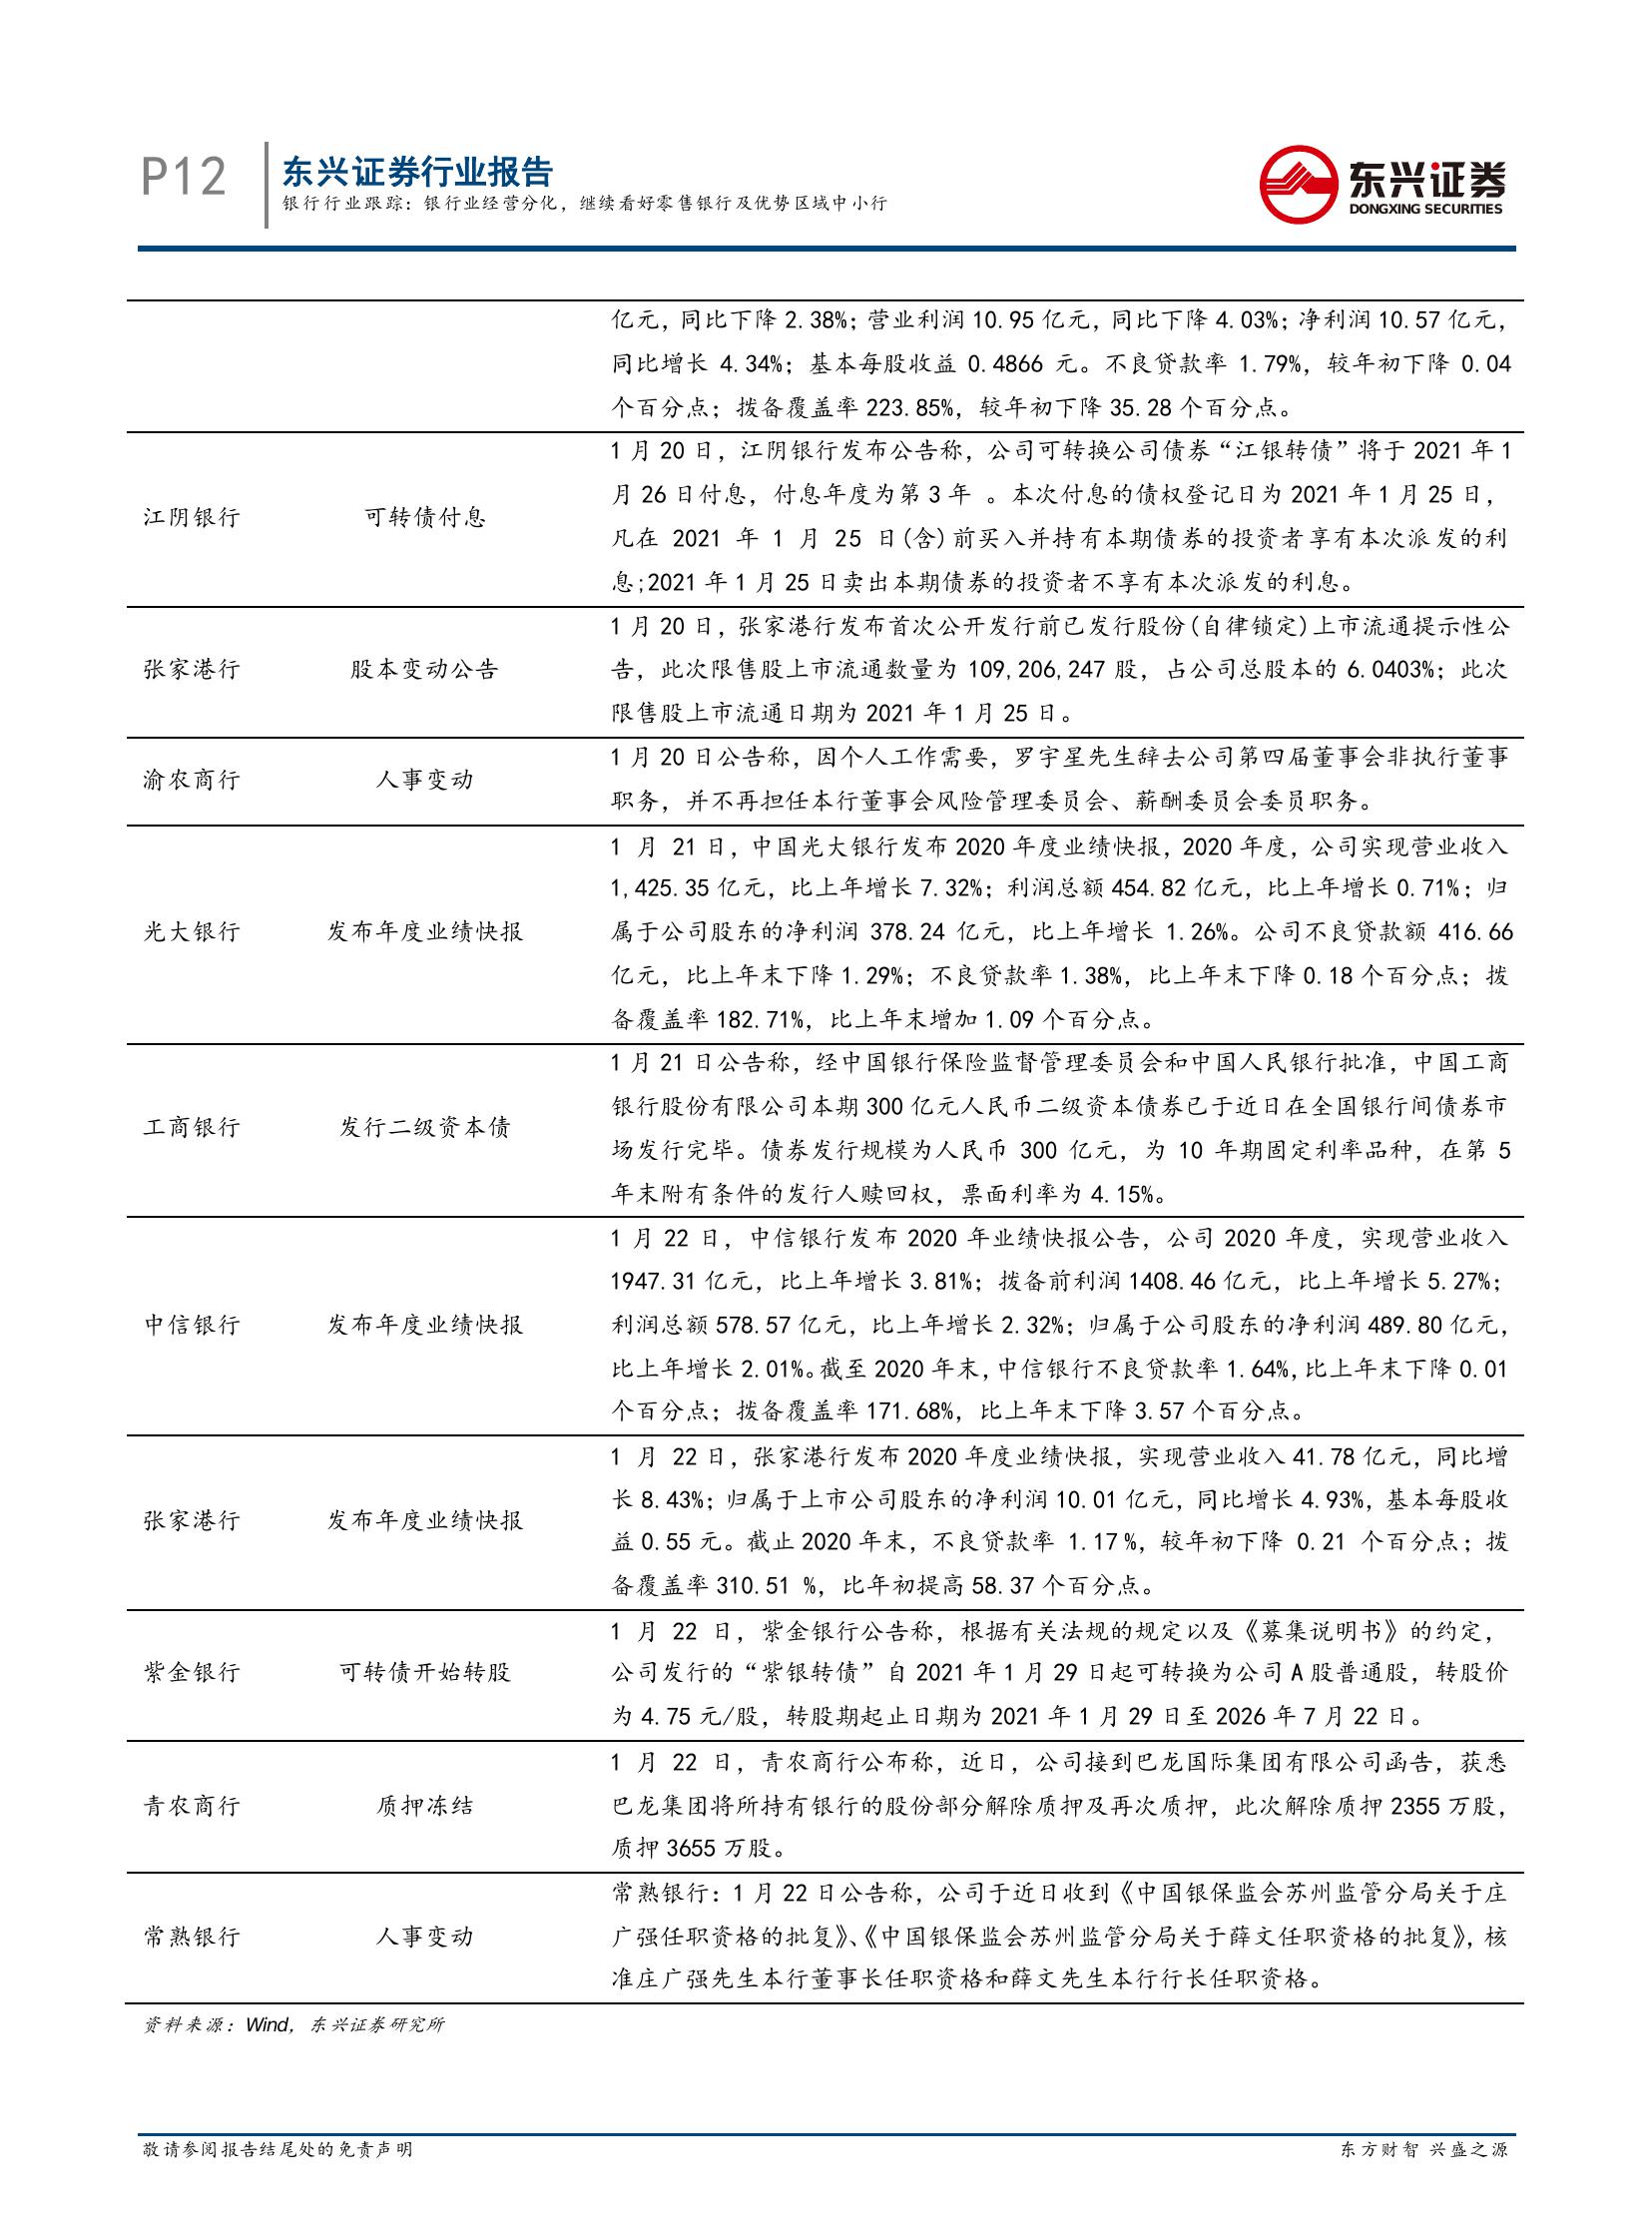 P12
东兴证券行业报告
银行行业跟踪：银行业经营分化，继续看好零售银行及优势区域中小行
东兴证券
DONGXING SECURITIES
亿元，同比下降 2.38%；营业利润 10.95 亿元，同比下降 4.03%；净利润 10.57 亿元，
同比增长 4.34%；基本每股收益 0.4866 元。不良贷款率 1.79%，较年初下降 0.04
个百分点；拨备覆盖率 223.85%，较年初下降 35.28 个百分点。
江阴银行
可转债付息
1 月 20 日，江阴银行发布公告称，公司可转换公司债券“江银转债”将于 2021 年 1
月 26 日付息，付息年度为第 3 年 。本次付息的债权登记日为 2021 年 1 月 25 日，
凡在 2021 年 1 月 25 日(含)前买入并持有本期债券的投资者享有本次派发的利
息;2021 年 1 月 25 日卖出本期债券的投资者不享有本次派发的利息。
张家港行
股本变动公告
1 月 20 日，张家港行发布首次公开发行前已发行股份(自律锁定)上市流通提示性公
告，此次限售股上市流通数量为 109,206,247 股，占公司总股本的 6.0403%；此次
限售股上市流通日期为 2021 年 1 月 25 日。
渝农商行
人事变动
1 月 20 日公告称，因个人工作需要，罗宇星先生辞去公司第四届董事会非执行董事
职务，并不再担任本行董事会风险管理委员会、薪酬委员会委员职务。
光大银行
发布年度业绩快报
1 月 21 日，中国光大银行发布 2020 年度业绩快报，2020 年度，公司实现营业收入
1,425.35 亿元，比上年增长 7.32%；利润总额 454.82 亿元，比上年增长 0.71%；归
属于公司股东的净利润 378.24 亿元，比上年增长 1.26%。公司不良贷款额 416.66
亿元，比上年末下降 1.29%；不良贷款率 1.38%，比上年末下降 0.18 个百分点；拨
备覆盖率 182.71%，比上年末增加 1.09 个百分点。
工商银行
发行二级资本债
1 月 21 日公告称，经中国银行保险监督管理委员会和中国人民银行批准，中国工商
银行股份有限公司本期 300 亿元人民币二级资本债券已于近日在全国银行间债券市
场发行完毕。债券发行规模为人民币 300 亿元，为 10 年期固定利率品种，在第 5
年末附有条件的发行人赎回权，票面利率为 4.15%。
中信银行
发布年度业绩快报
1 月 22 日，中信银行发布 2020 年业绩快报公告，公司 2020 年度，实现营业收入
1947.31 亿元，比上年增长 3.81%；拨备前利润 1408.46 亿元，比上年增长 5.27%；
利润总额 578.57 亿元，比上年增长 2.32%；归属于公司股东的净利润 489.80 亿元，
比上年增长 2.01%。截至 2020 年末，中信银行不良贷款率 1.64%，比上年末下降 0.01
个百分点；拨备覆盖率 171.68%，比上年末下降 3.57 个百分点。
张家港行
发布年度业绩快报
1 月 22 日，张家港行发布 2020 年度业绩快报，实现营业收入 41.78 亿元，同比增
长 8.43%；归属于上市公司股东的净利润 10.01 亿元，同比增长 4.93%，基本每股收
益 0.55 元。截止 2020 年末，不良贷款率 1.17 %，较年初下降 0.21 个百分点；拨
备覆盖率 310.51 %，比年初提高 58.37 个百分点。
紫金银行
可转债开始转股
1 月 22 日，紫金银行公告称，根据有关法规的规定以及《募集说明书》的约定，
公司发行的“紫银转债”自 2021 年 1 月 29 日起可转换为公司 A 股普通股，转股价
为 4.75 元/股，转股期起止日期为 2021 年 1 月 29 日至 2026 年 7 月 22 日。
青农商行
质押冻结
1 月 22 日，青农商行公布称，近日，公司接到巴龙国际集团有限公司函告，获悉
巴龙集团将所持有银行的股份部分解除质押及再次质押，此次解除质押 2355 万股，
质押 3655 万股。
常熟银行
人事变动
常熟银行：1 月 22 日公告称，公司于近日收到《中国银保监会苏州监管分局关于庄
广强任职资格的批复》、《中国银保监会苏州监管分局关于薛文任职资格的批复》，核
准庄广强先生本行董事长任职资格和薛文先生本行行长任职资格。
资料来源：Wind，东兴证券研究所
敬请参阅报告结尾处的免责声明
东方财智 兴盛之源